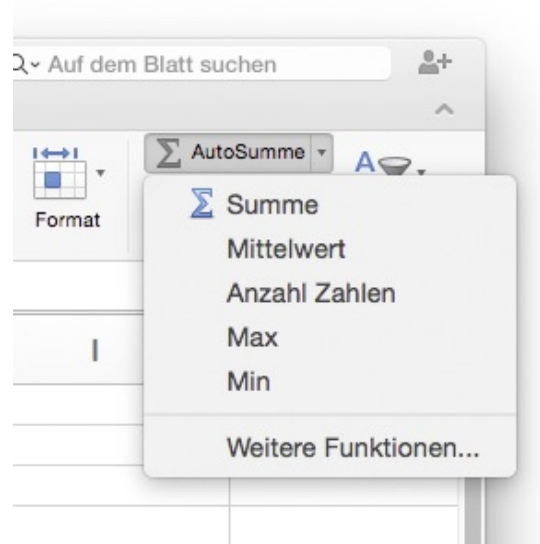 Auf dem Blatt suchen
Format
Σ AutoSumme
A
Σ Summe
Mittelwert
Anzahl Zahlen
Max
Min
Weitere Funktionen...
I